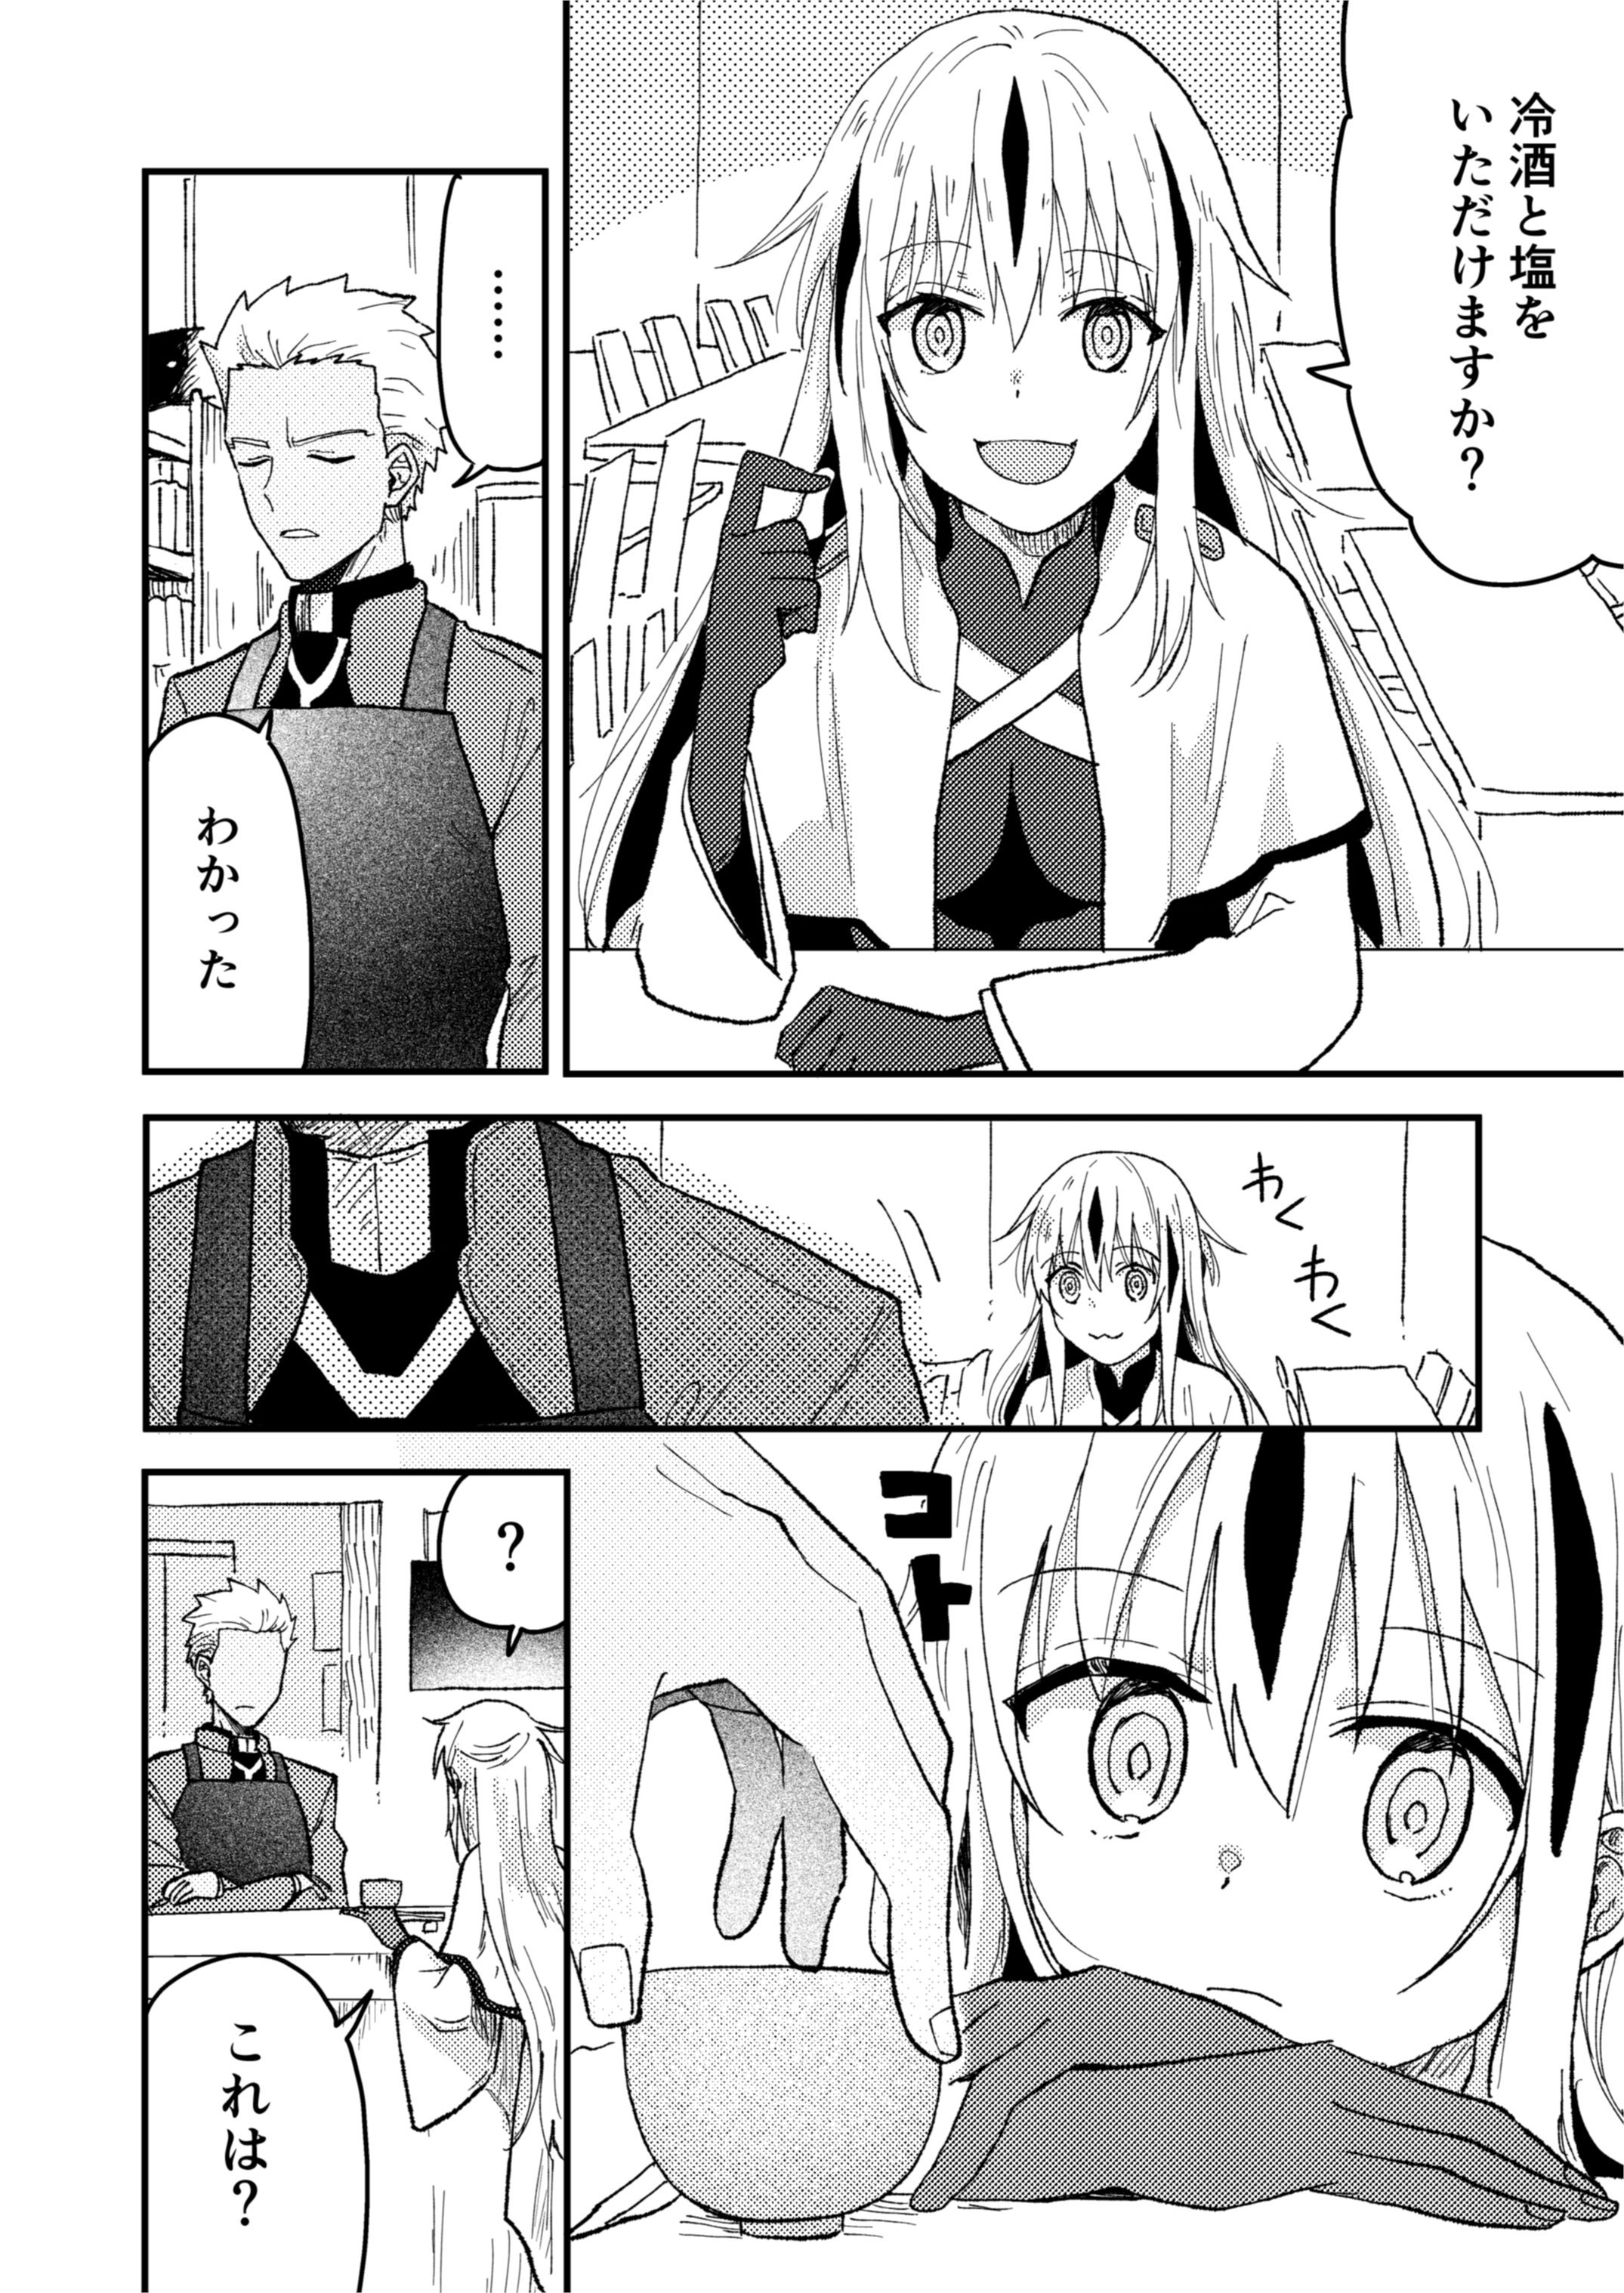 冷酒と塩を
いただけますか？
……
わかった
わく
わく
コト
？
これは？